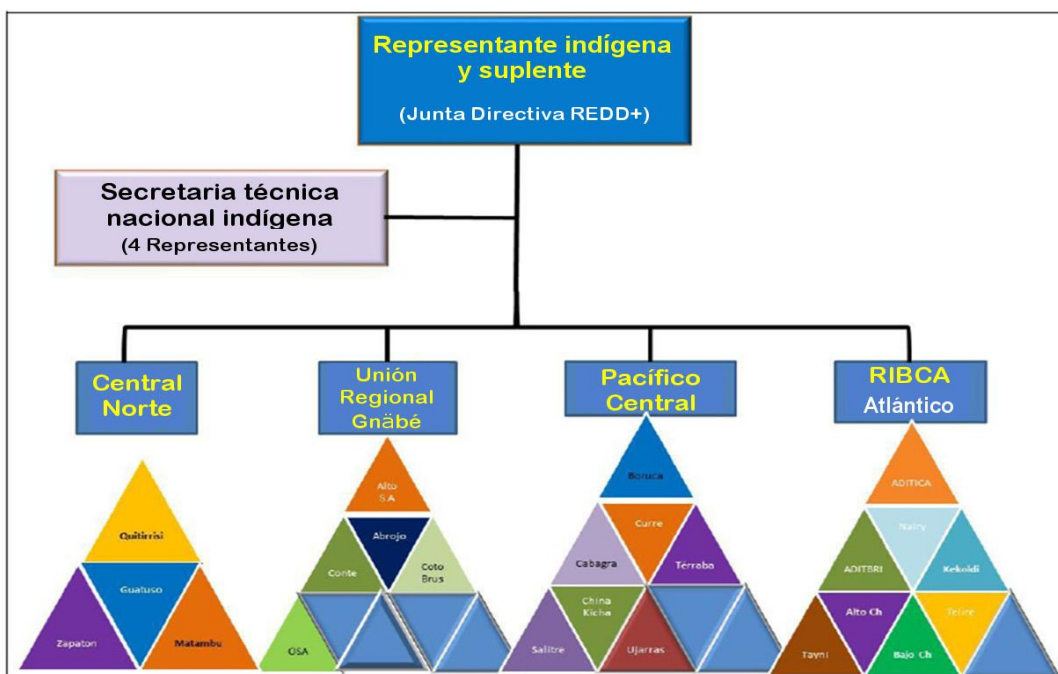 Representante indígena
y suplente
(Junta Directiva REDD+)
Secretaria técnica
nacional indígena
(4 Representantes)
Central
Norte
Unión
Regional
Gnäbé
Pacífico
Central
RIBCA
Atlántico
Quitirrisi
Guatuso
Zapaton
Matambu
Alto
S.A
Abrojo
Conte
Coto
Brus
OSA
Boruca
Curre
Cabagra
Térraba
China
Kicha
Salitre
Ujarras
ADITICA
Nairy
ADITBRI
Kekoldi
Alto Ch
Telire
Tayni
Bajo Ch